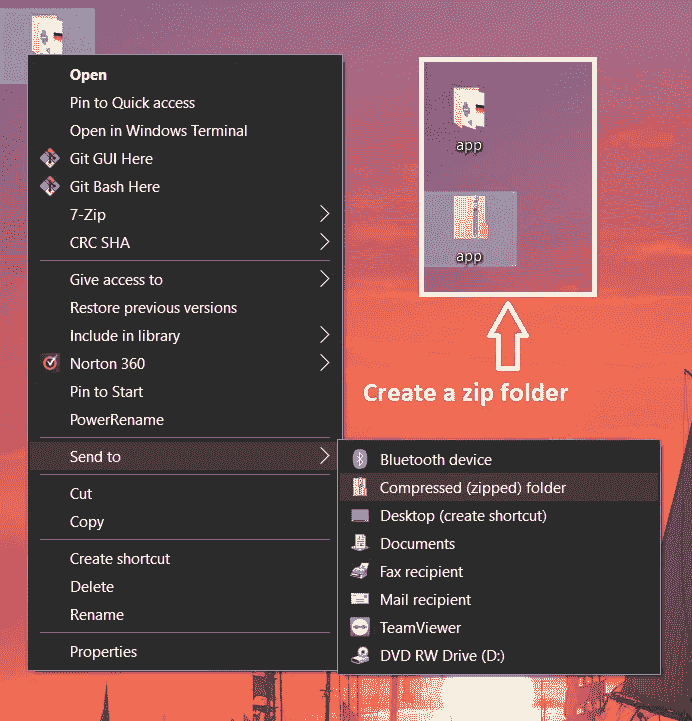 Open
Pin to Quick access
Open in Windows Terminal
Git GUI Here
Git Bash Here
7-Zip
CRC SHA
Give access to
Restore previous versions
Include in library
Norton 360
Pin to Start
PowerRename
Send to
Cut
Copy
Create shortcut
Delete
Rename
Properties
app
app
Create a zip folder
Bluetooth device
Compressed (zipped) folder
Desktop (create shortcut)
Documents
Fax recipient
Mail recipient
TeamViewer
DVD RW Drive (D:)